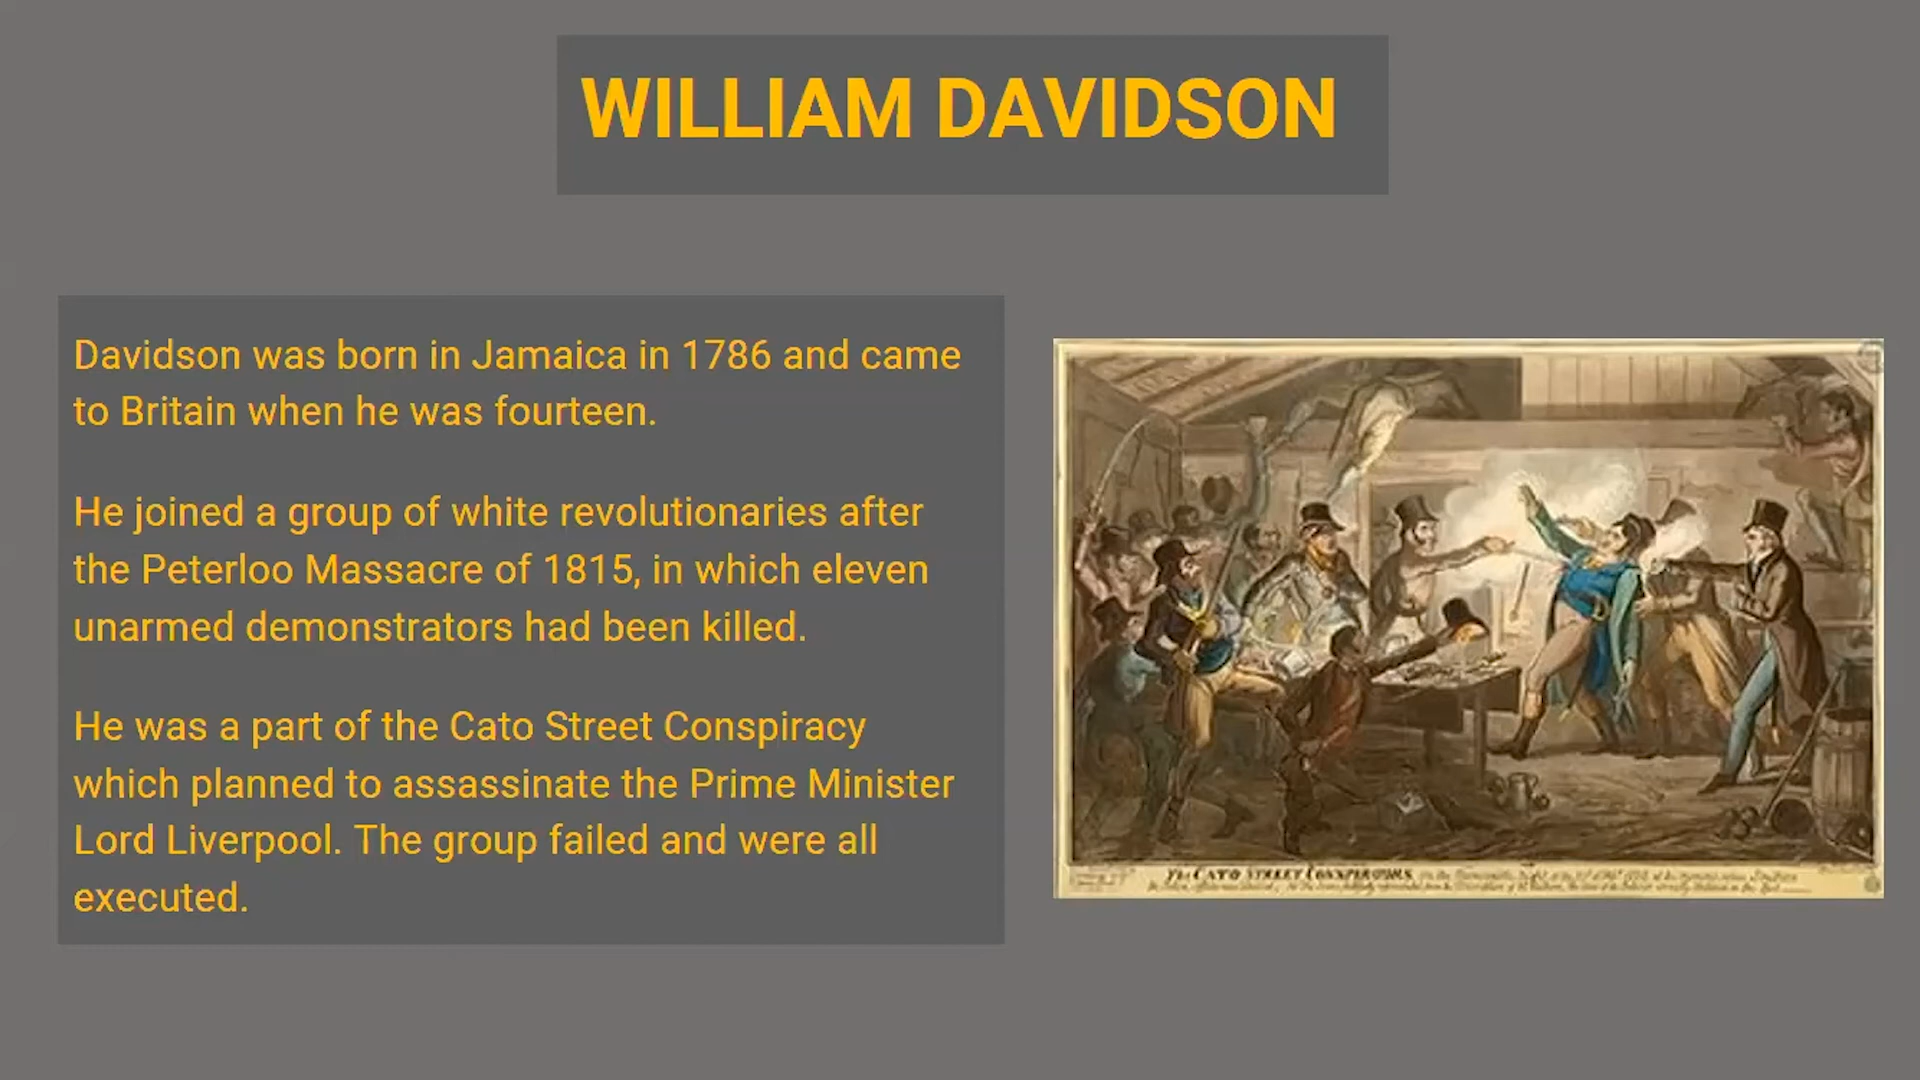 WILLIAM DAVIDSON
Davidson was born in Jamaica in 1786 and came
to Britain when he was fourteen.
He joined a group of white revolutionaries after
the Peterloo Massacre of 1815, in which eleven
unarmed demonstrators had been killed.
He was a part of the Cato Street Conspiracy
which planned to assassinate the Prime Minister
Lord Liverpool. The group failed and were all
executed.
The CATO STREET CONSPIRATORS